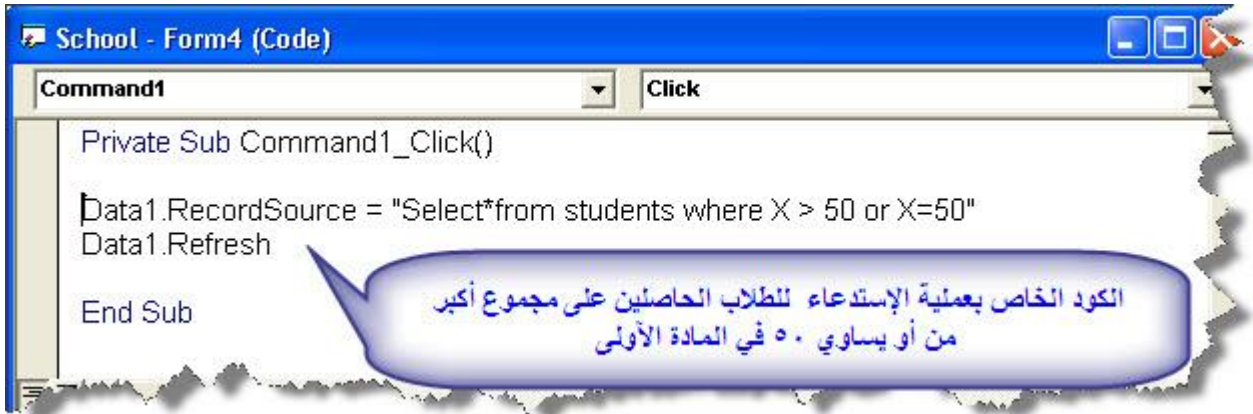 School - Form4 (Code)
Command1 Click
Private Sub Command1_Click()
Data1.RecordSource = "Select*from students where X > 50 or X=50"
Data1.Refresh
End Sub
الكود الخاص بعملية الإستدعاء للطلاب الحاصلين على مجموع أكبر
من أو يساوي ٥٠ في المادة الأولى